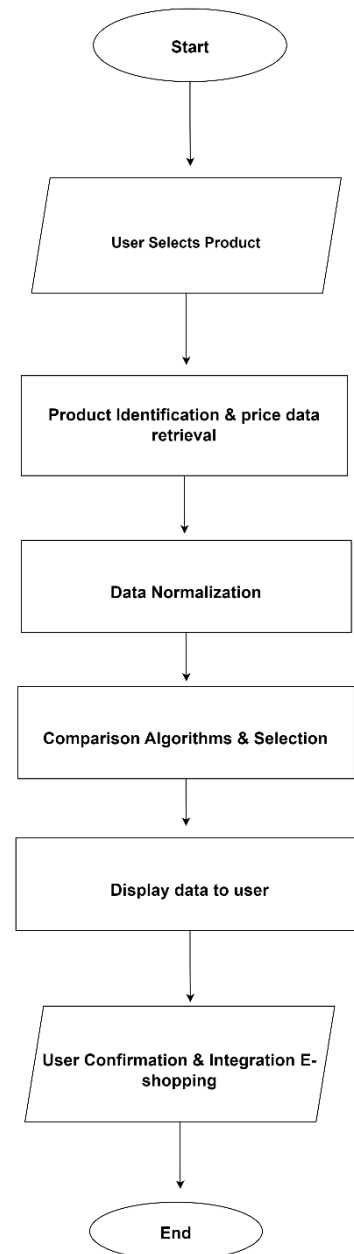 Start
User Selects Product
Product Identification & price data
retrieval
Data Normalization
Comparison Algorithms & Selection
Display data to user
User Confirmation & Integration E-
shopping
End